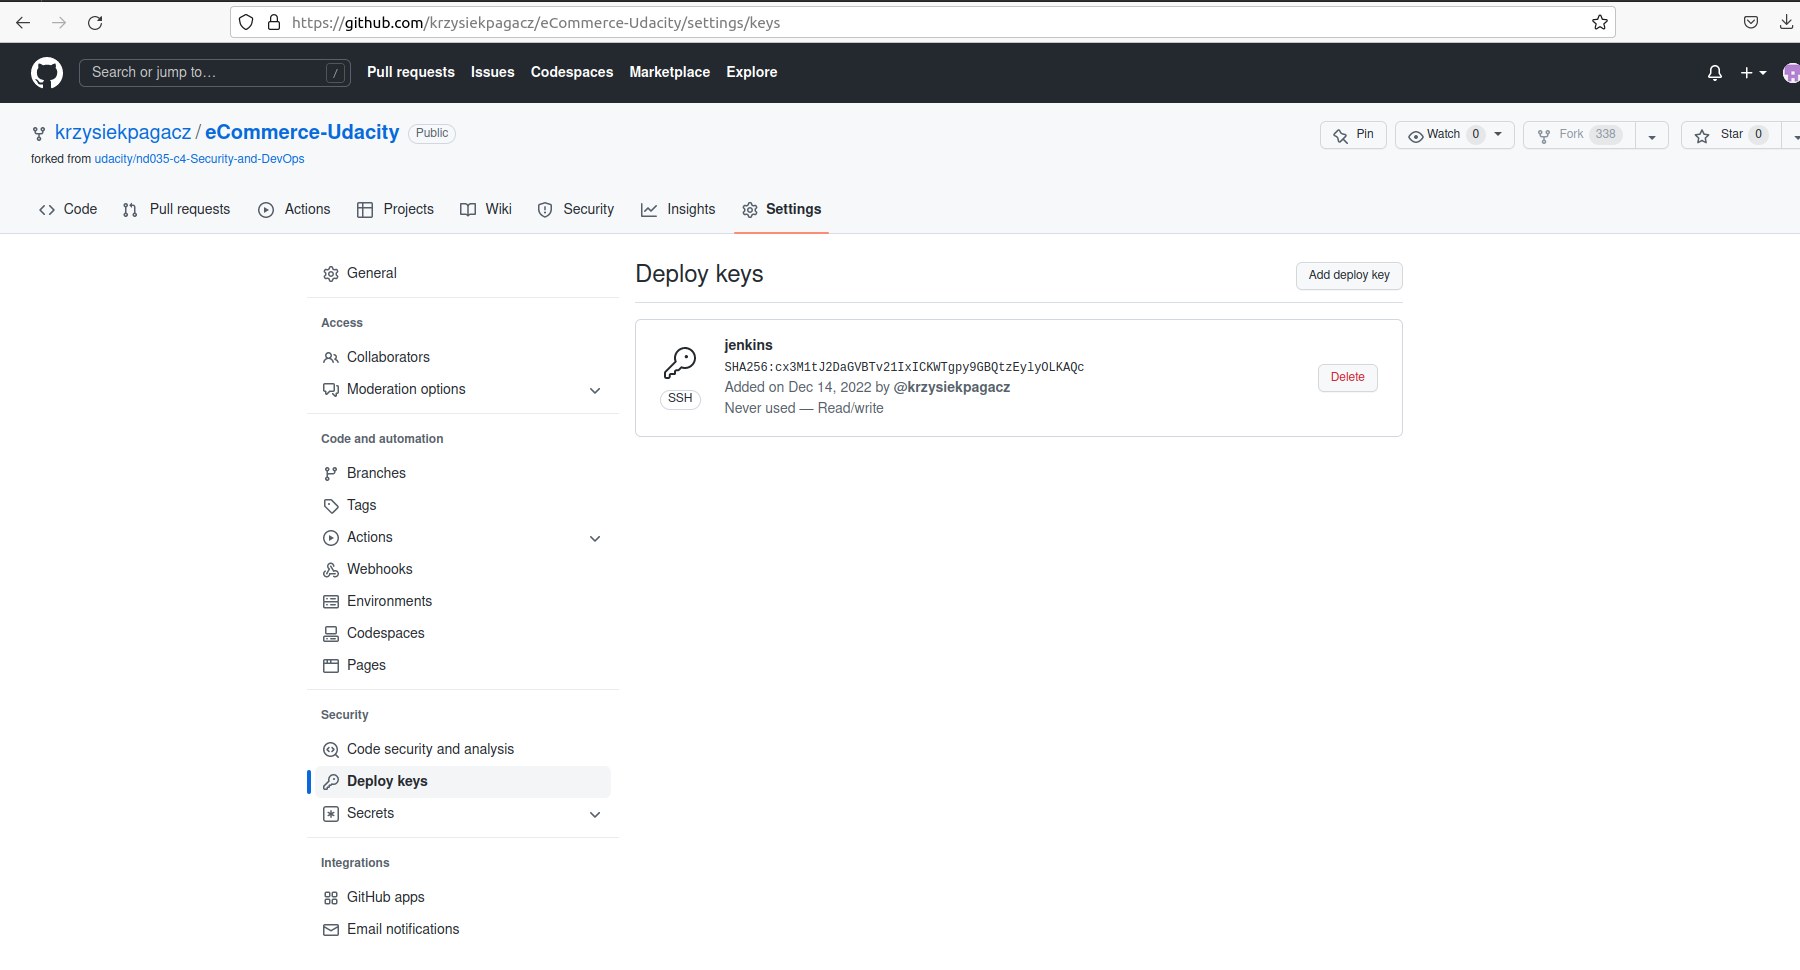 https://github.com/krzysiekpagacz/eCommerce-Udacity/settings/keys
Search or jump to… / Pull requests Issues Codespaces Marketplace Explore
krzysiekpagacz / eCommerce-Udacity Public Pin Watch 0 Fork 338 Star 0
forked from udacity/nd035-c4-Security-and-DevOps
Code Pull requests Actions Projects Wiki Security Insights Settings
General
Access
Collaborators
Moderation options
Code and automation
Branches
Tags
Actions
Webhooks
Environments
Codespaces
Pages
Security
Code security and analysis
Deploy keys
Secrets
Integrations
GitHub apps
Email notifications
Deploy keys Add deploy key
jenkins
SHA256:cx3M1tJ2DaGVBTv21IxICKWTgpy9GBQtzEylyOLKAQc
Added on Dec 14, 2022 by @krzysiekpagacz
Never used — Read/write
SSH
Delete